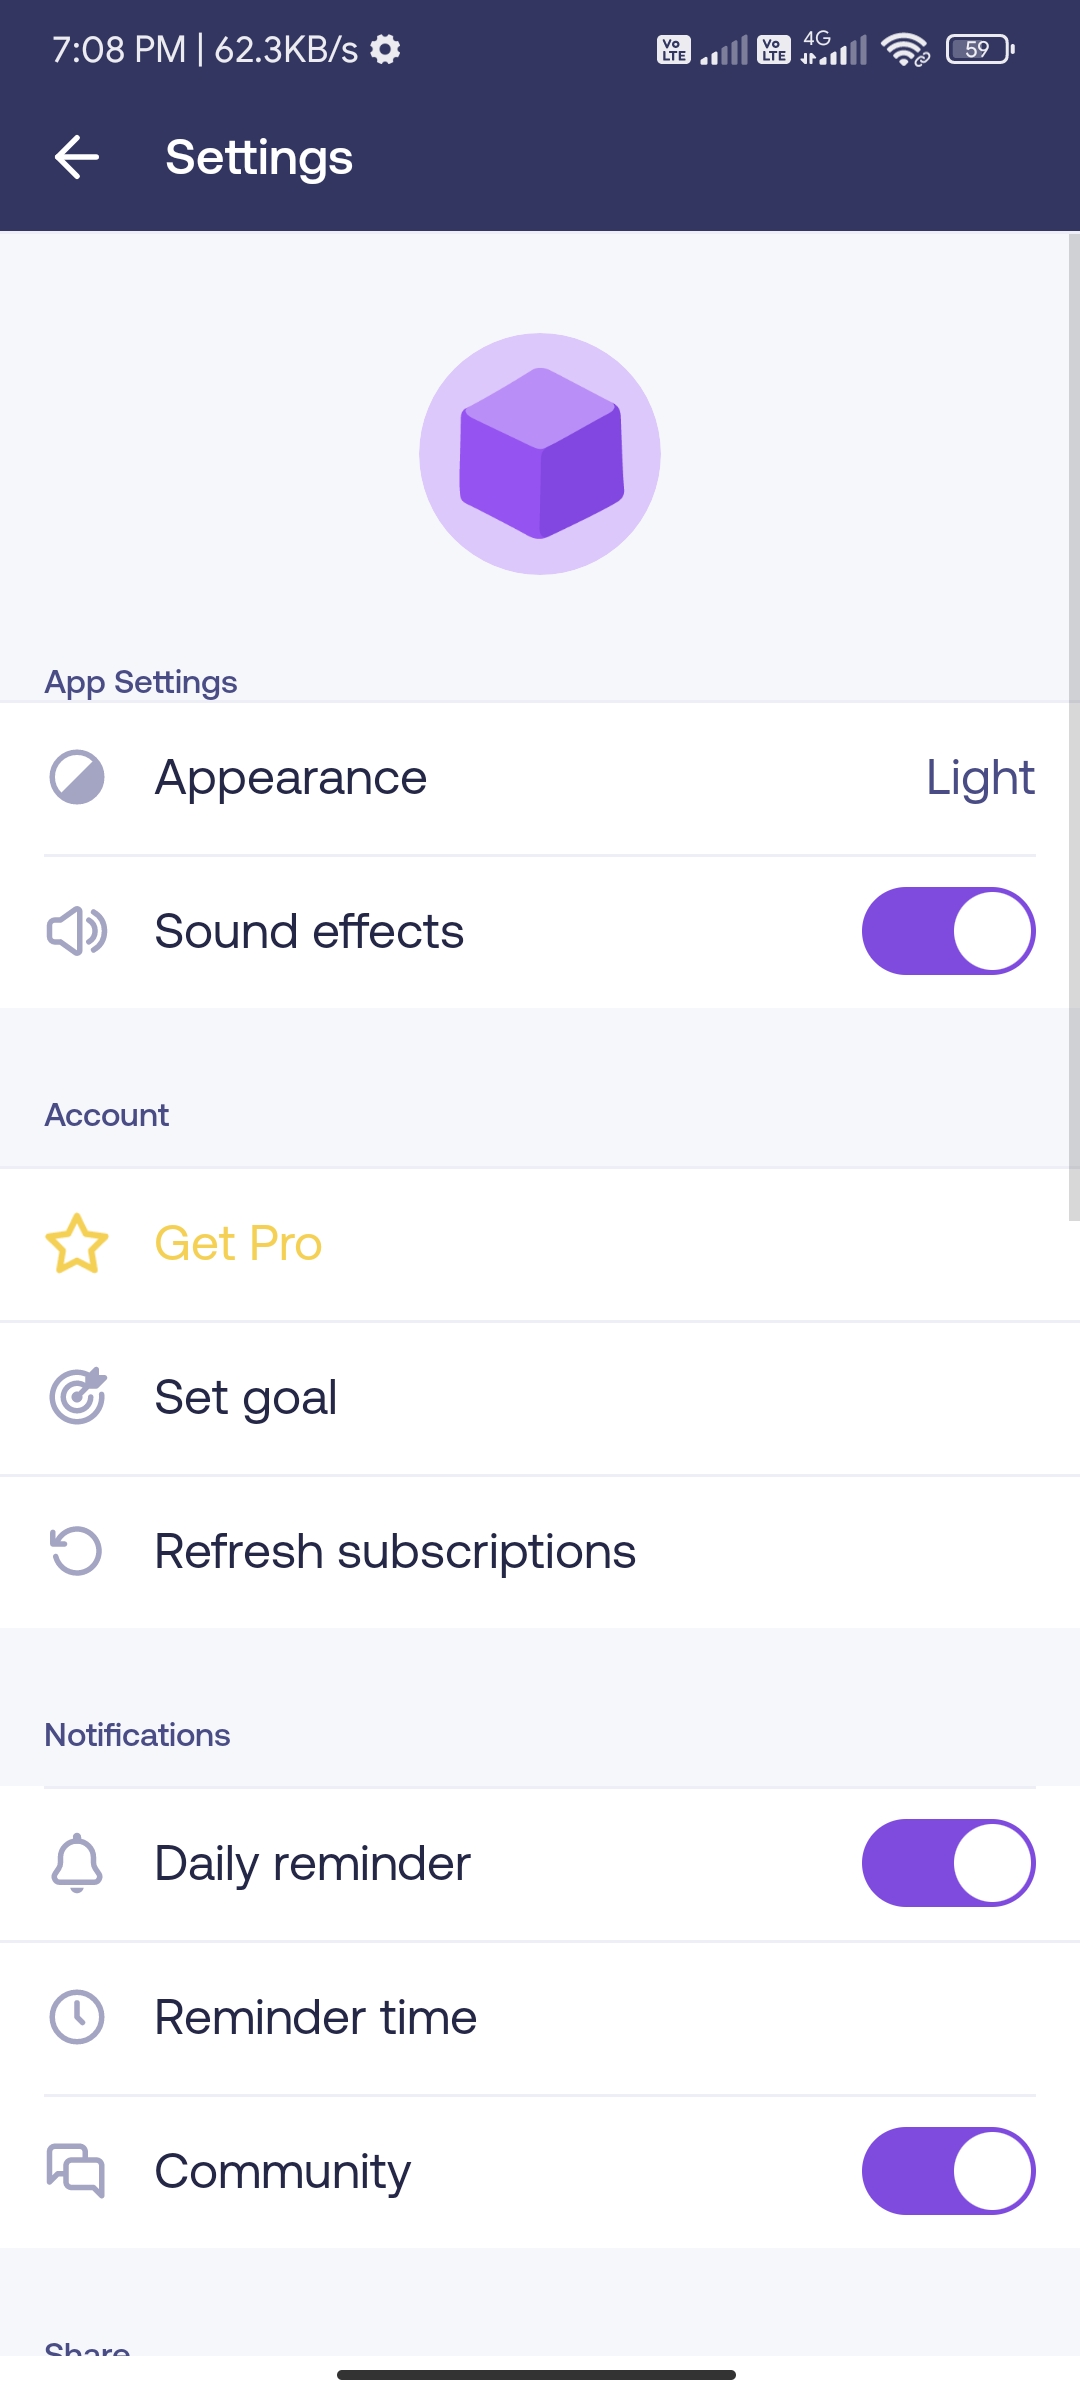 7:08 PM | 62.3KB/s
Vo LTE Vo LTE 4G 59
Settings
App Settings
Appearance Light
Sound effects
Account
Get Pro
Set goal
Refresh subscriptions
Notifications
Daily reminder
Reminder time
Community
Share